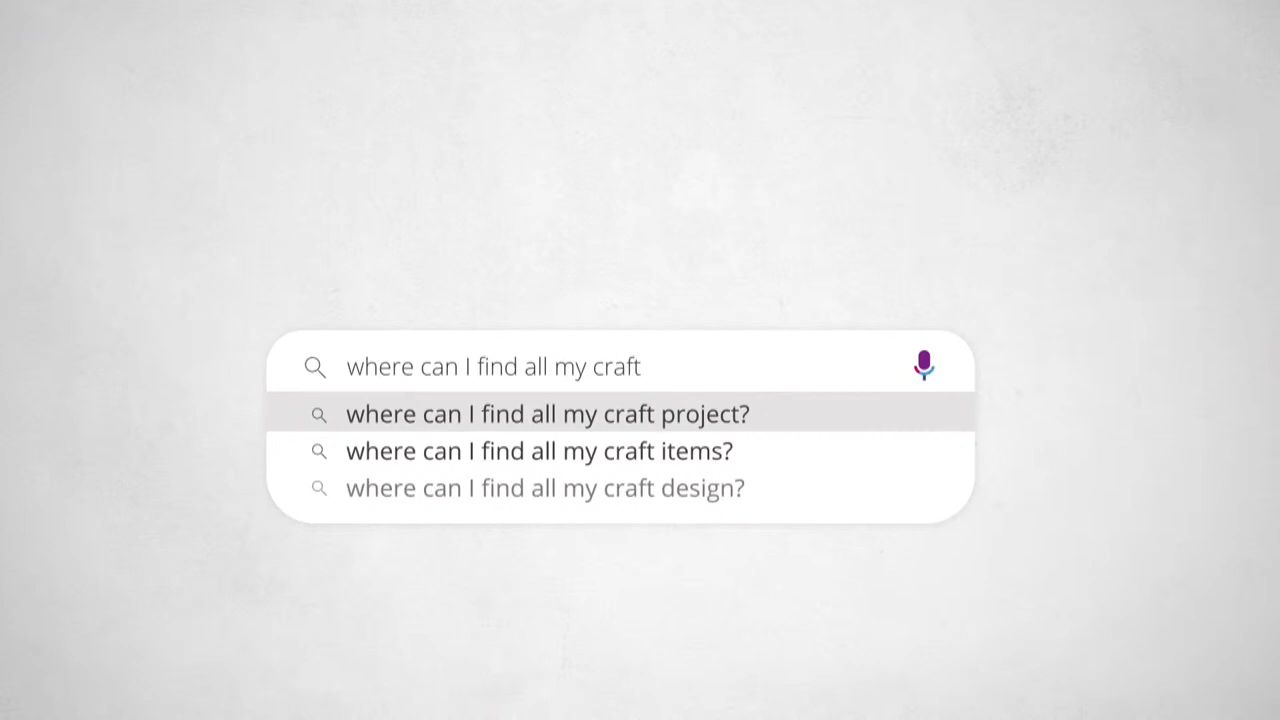 where can I find all my craft
where can I find all my craft project?
where can I find all my craft items?
where can I find all my craft design?